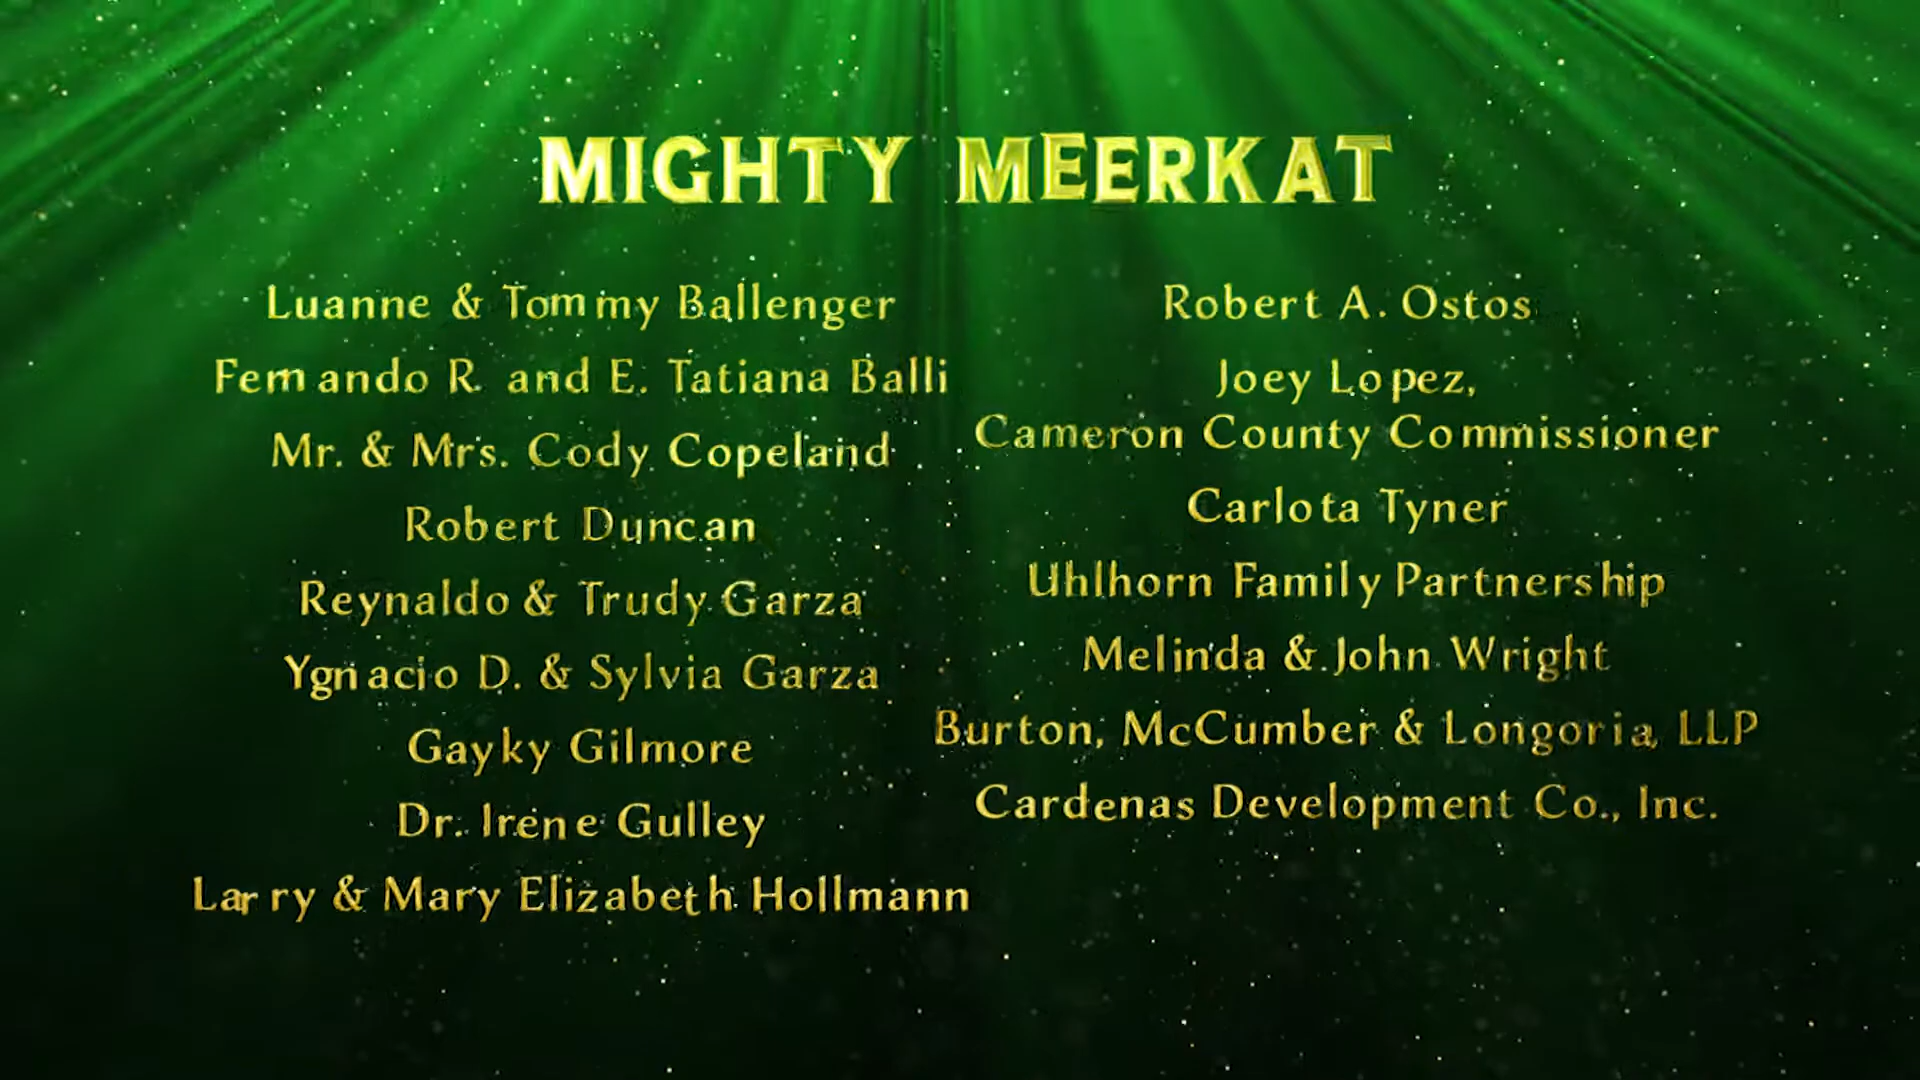 MIGHTY MEERKAT
Luanne & Tommy Ballenger
Fernando R. and E. Tatiana Balli
Mr. & Mrs. Cody Copeland
Robert Duncan
Reynaldo & Trudy Garza
Ygnacio D. & Sylvia Garza
Gayky Gilmore
Dr. Irene Gulley
Larry & Mary Elizabeth Hollmann
Robert A. Ostos
Joey Lopez,
Cameron County Commissioner
Carlota Tyner
Uhlhorn Family Partnership
Melinda & John Wright
Burton, McCumber & Longoria, LLP
Cardenas Development Co., Inc.